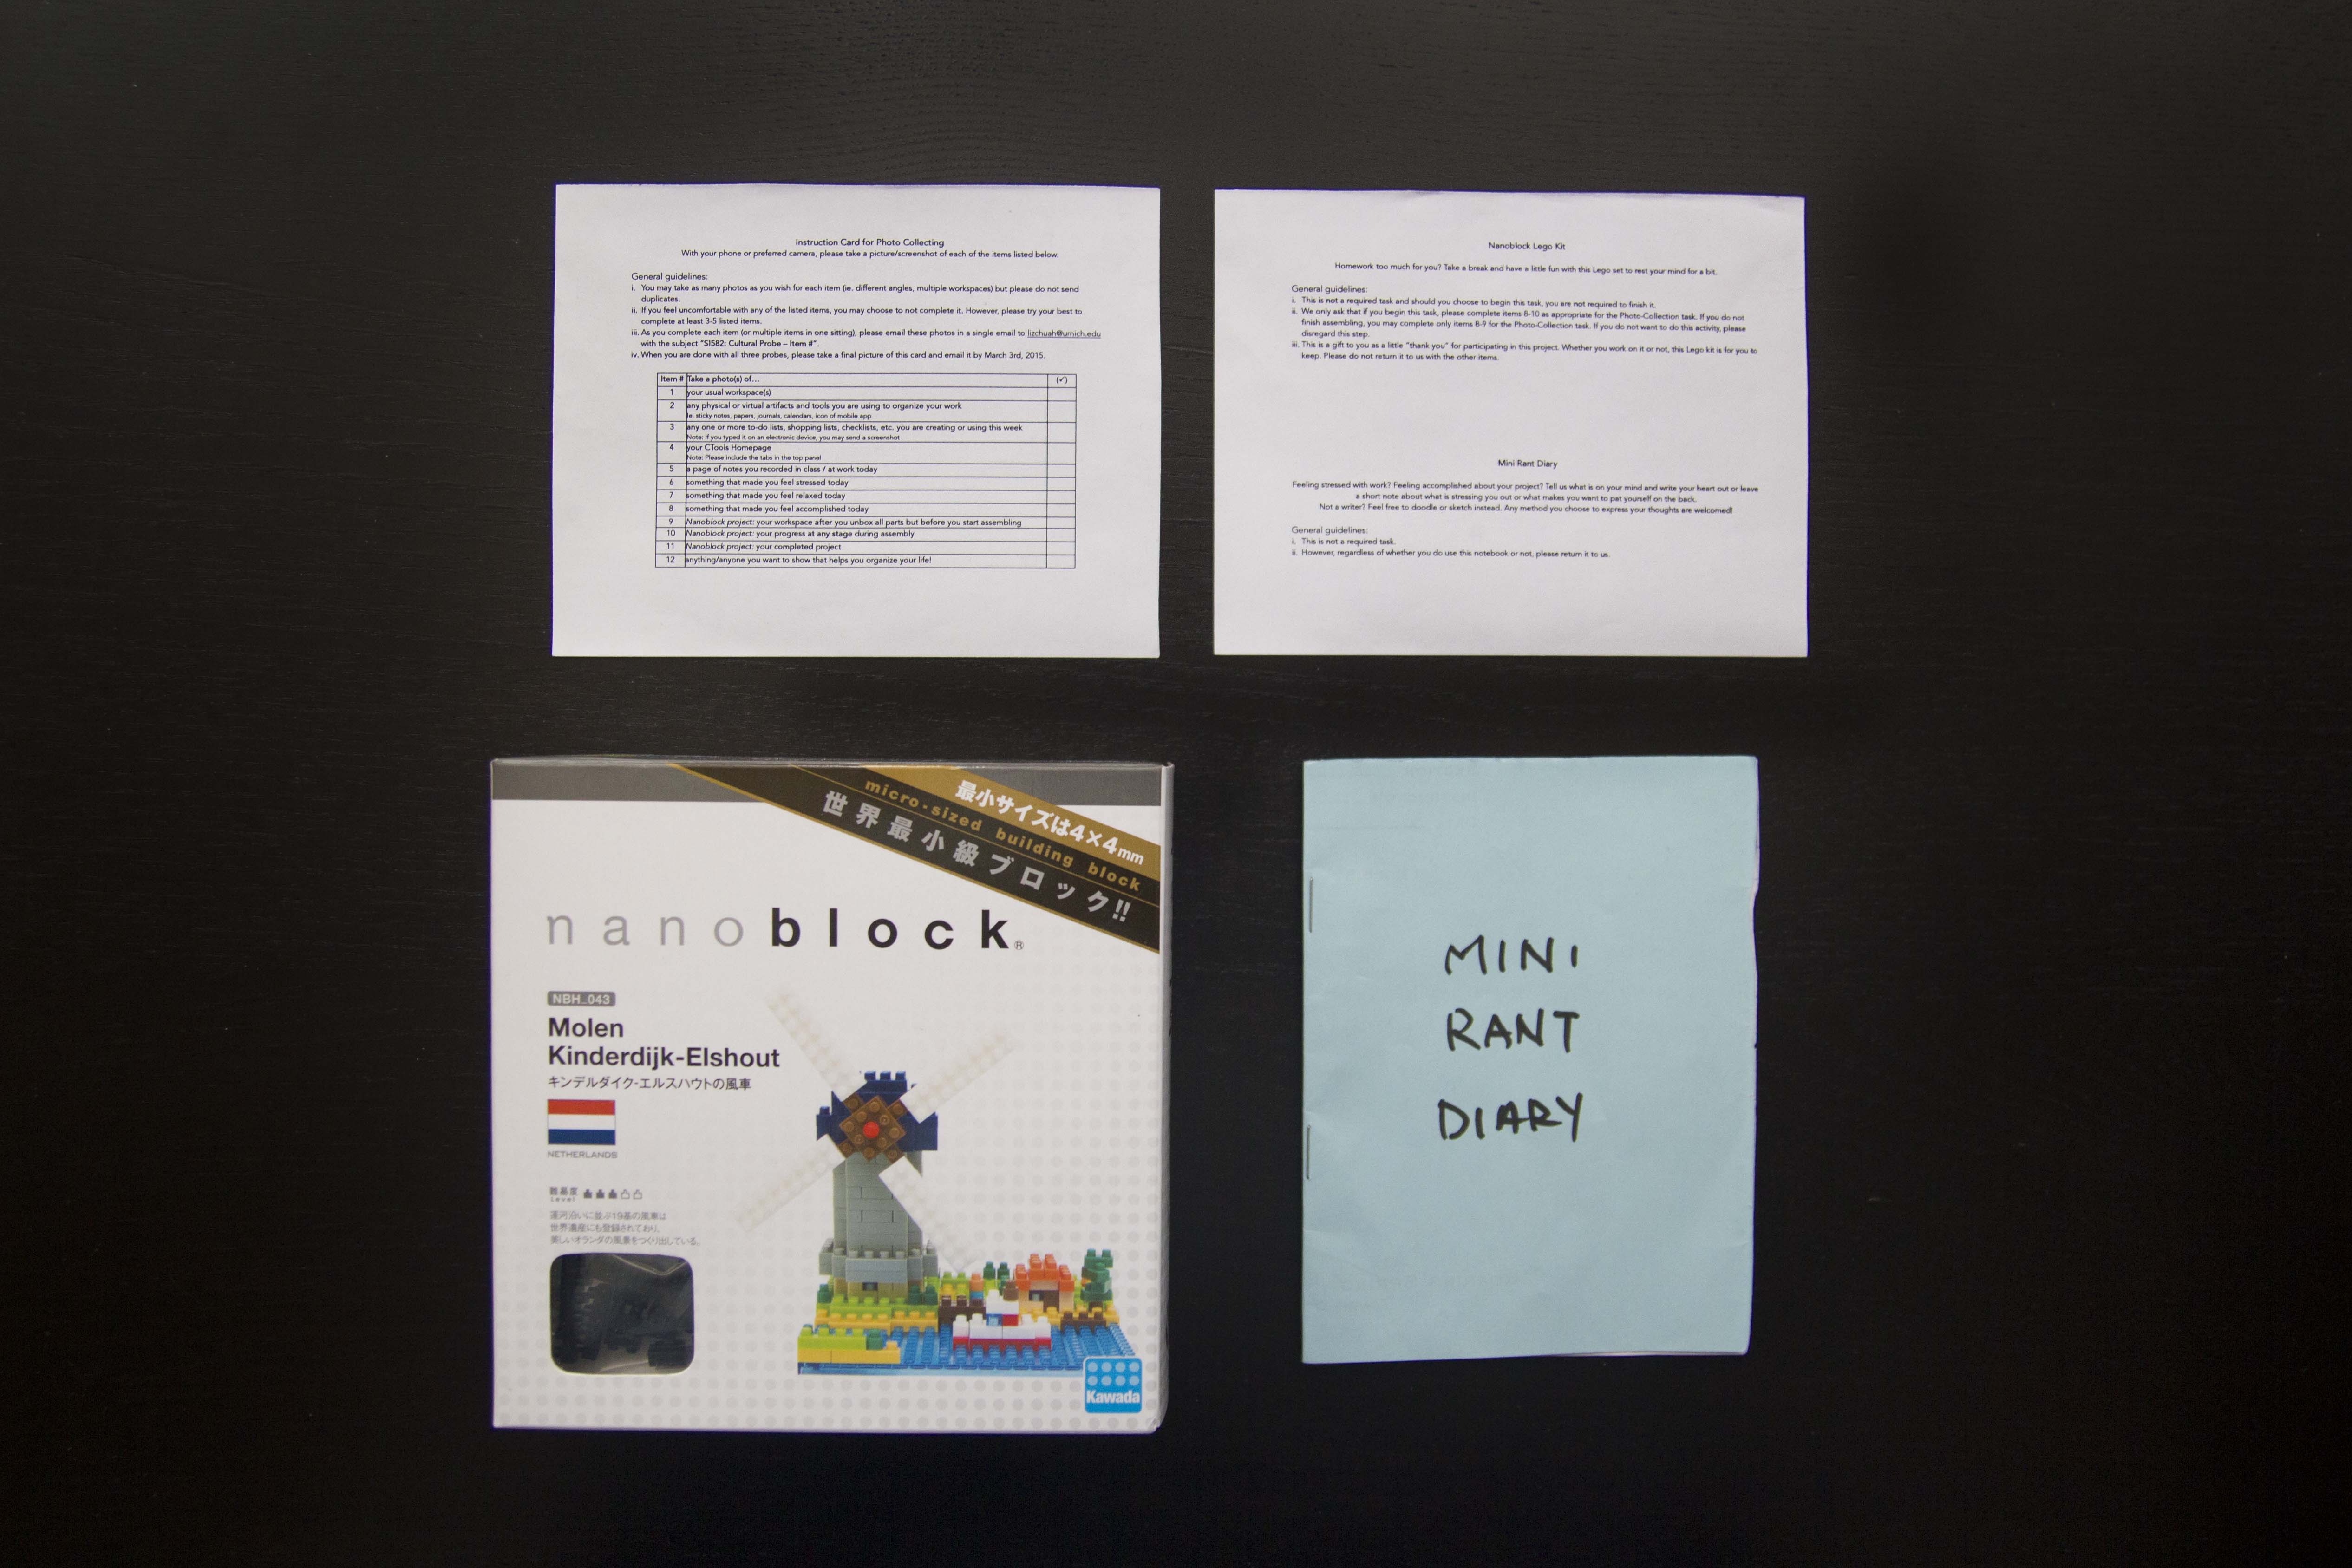 Instruction Card for Photo Collecting
With your phone or preferred camera, please take a picture/screenshot of each of the items listed below.
General guidelines:
i. You may take as many photos as you wish for each item (ie. different angles, multiple workspaces) but please do not send
duplicates.
ii. If you feel uncomfortable with any of the listed items, you may choose to not complete it. However, please try your best to
complete at least 3-5 listed items.
iii. As you complete each item (or multiple items in one sitting), please email these photos in a single email to lizchuah@umich.edu
with the subject "SI582: Cultural Probe – Item #".
iv. When you are done with all three probes, please take a final picture of this card and email it by March 3rd, 2015.
Item # Take a photo(s) of... (✓)
1 your usual workspace(s)
2 any physical or virtual artifacts and tools you are using to organize your work
ie. sticky notes, papers, journals, calendars, icon of mobile app
3 any one or more to-do lists, shopping lists, checklists, etc. you are creating or using this week
Note: If you typed it on an electronic device, you may send a screenshot
4 your CTools Homepage
Note: Please include the tabs in the top panel
5 a page of notes you recorded in class / at work today
6 something that made you feel stressed today
7 something that made you feel relaxed today
8 something that made you feel accomplished today
9 Nanoblock project: your workspace after you unbox all parts but before you start assembling
10 Nanoblock project: your progress at any stage during assembly
11 Nanoblock project: your completed project
12 anything/anyone you want to show that helps you organize your life!
Nanoblock Lego Kit
Homework too much for you? Take a break and have a little fun with this Lego set to rest your mind for a bit.
General guidelines:
i. This is not a required task and should you choose to begin this task, you are not required to finish it.
ii. We only ask that if you begin this task, please complete items 8-10 as appropriate for the Photo-Collection task. If you do not
finish assembling, you may complete only items 8-9 for the Photo-Collection task. If you do not want to do this activity, please
disregard this step.
iii. This is a gift to you as a little "thank you" for participating in this project. Whether you work on it or not, this Lego kit is for you to
keep. Please do not return it to us with the other items.
Mini Rant Diary
Feeling stressed with work? Feeling accomplished about your project? Tell us what is on your mind and write your heart out or leave
a short note about what is stressing you out or what makes you want to pat yourself on the back.
Not a writer? Feel free to doodle or sketch instead. Any method you choose to express your thoughts are welcomed!
General guidelines:
i. This is not a required task.
ii. However, regardless of whether you do use this notebook or not, please return it to us.
最小サイズは4×4mm
micro-sized building block
世界最小級ブロック!!
nanoblock®
NBH_043
Molen
Kinderdijk-Elshout
キンデルダイク-エルスハウトの風車
NETHERLANDS
難易度
level
運河沿いに並ぶ19基の風車は
世界遺産にも登録されており、
美しいオランダの風景をつくり出している。
Kawada
MINI
RANT
DIARY